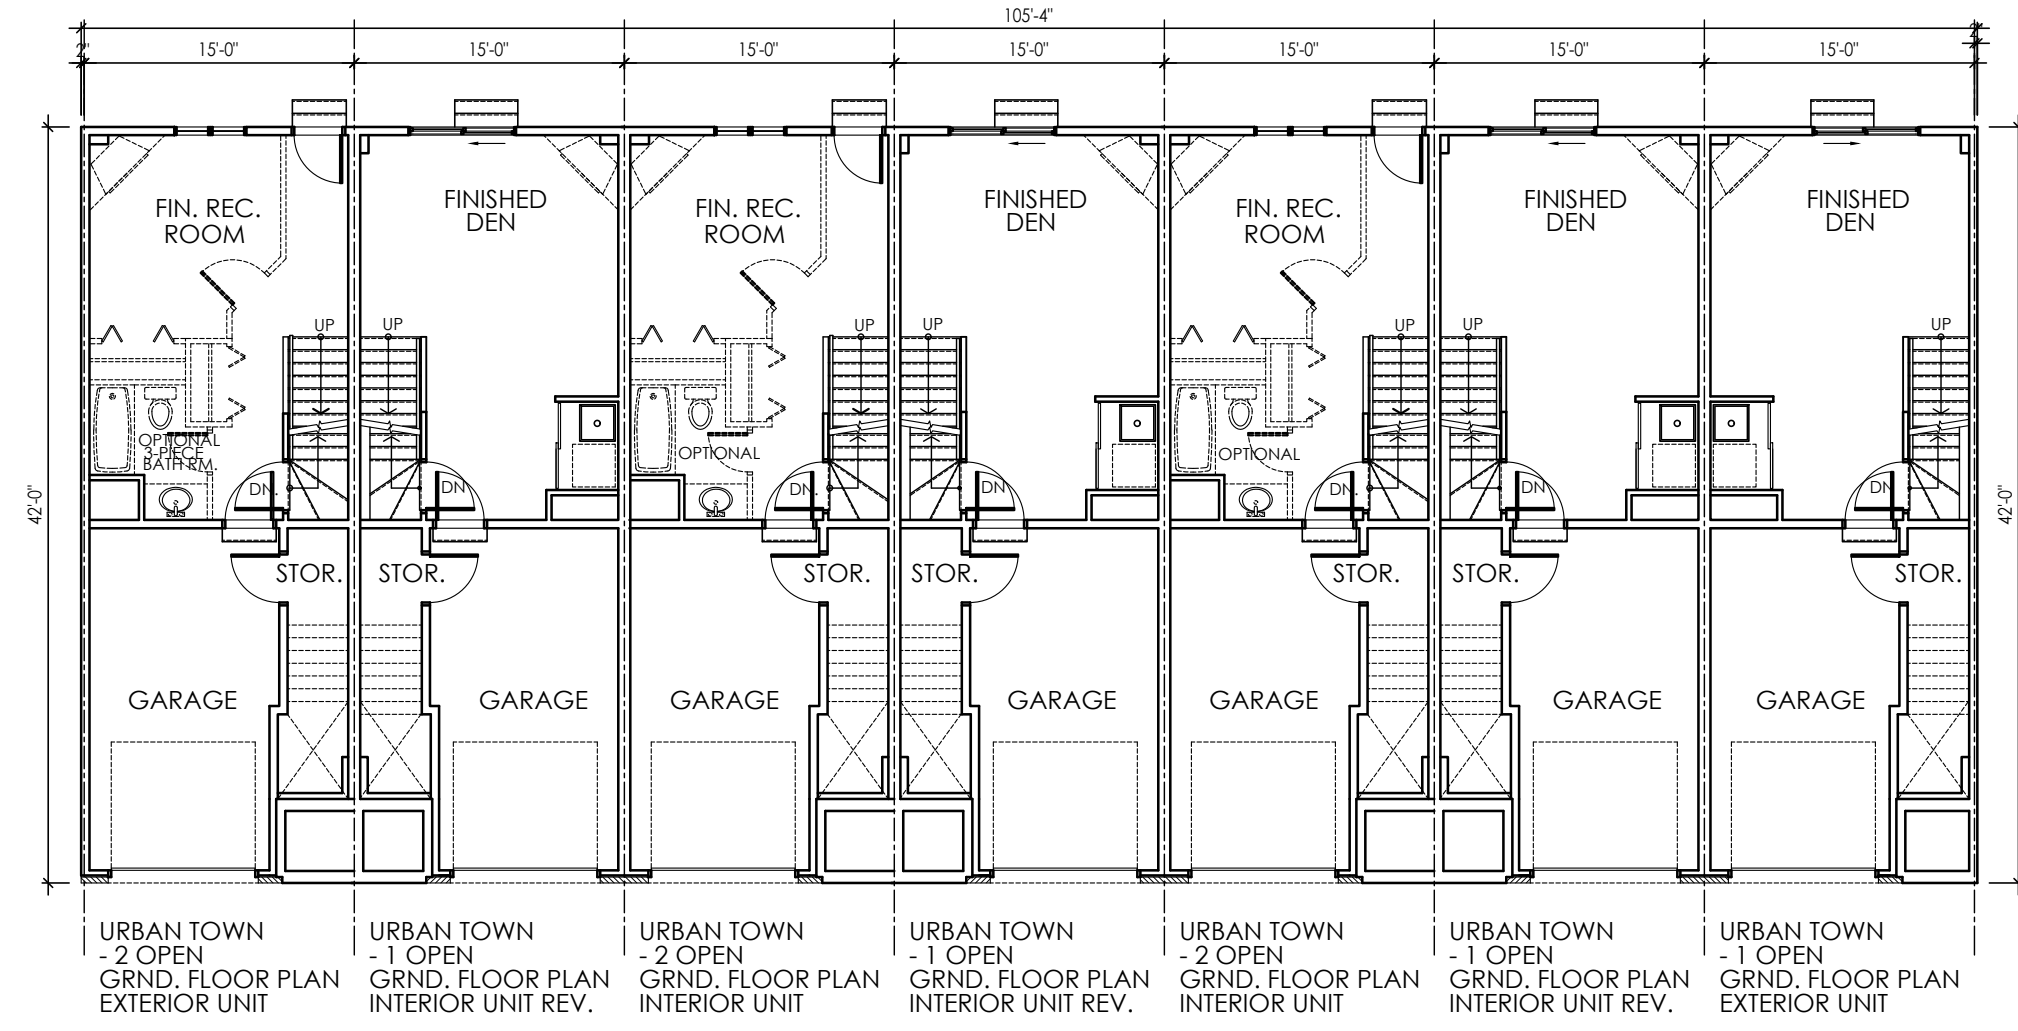 105'-4"
2" 15'-0" 15'-0" 15'-0" 15'-0" 15'-0" 15'-0" 15'-0"
FINISHED FINISHED FINISHED FINISHED
DEN DEN DEN DEN
FIN. REC. FIN. REC. FIN. REC.
ROOM ROOM ROOM
UP UP UP UP UP UP UP
OPTIONAL
3-PIECE
BATH RM.
OPTIONAL OPTIONAL
DN. DN DN. DN DN. DN DN
42'-0" 42'-0"
STOR. STOR. STOR. STOR. STOR. STOR. STOR.
GARAGE GARAGE GARAGE GARAGE GARAGE GARAGE GARAGE
URBAN TOWN
- 2 OPEN
GRND. FLOOR PLAN
EXTERIOR UNIT
URBAN TOWN
- 1 OPEN
GRND. FLOOR PLAN
INTERIOR UNIT REV.
URBAN TOWN
- 2 OPEN
GRND. FLOOR PLAN
INTERIOR UNIT
URBAN TOWN
- 1 OPEN
GRND. FLOOR PLAN
INTERIOR UNIT REV.
URBAN TOWN
- 2 OPEN
GRND. FLOOR PLAN
INTERIOR UNIT
URBAN TOWN
- 1 OPEN
GRND. FLOOR PLAN
INTERIOR UNIT REV.
URBAN TOWN
- 1 OPEN
GRND. FLOOR PLAN
EXTERIOR UNIT